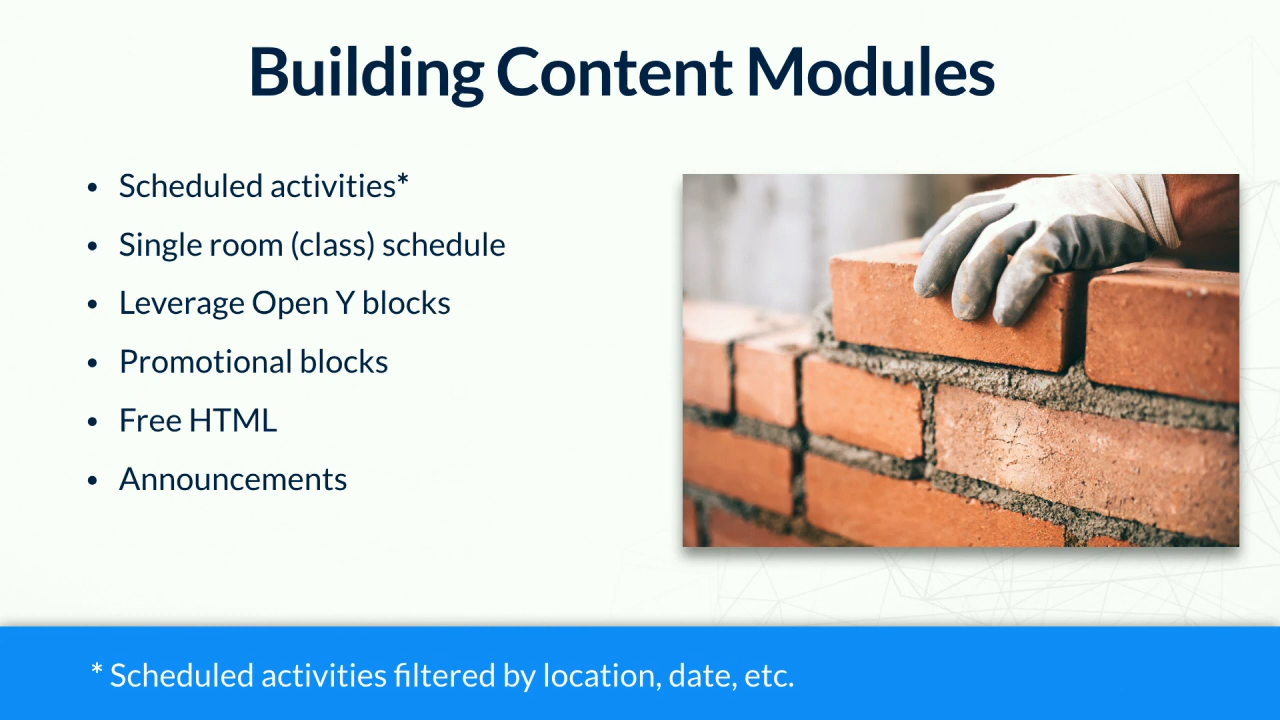 Building Content Modules
• Scheduled activities*
• Single room (class) schedule
• Leverage Open Y blocks
• Promotional blocks
• Free HTML
• Announcements
* Scheduled activities filtered by location, date, etc.